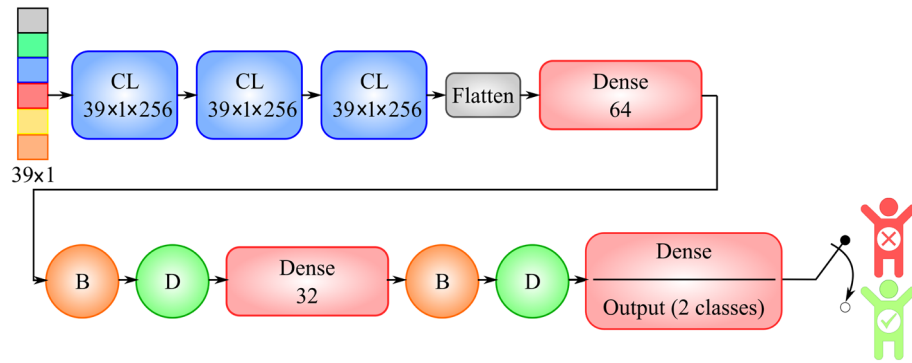 CL
39×1×256
CL
39×1×256
CL
39×1×256
Flatten
Dense
64
39×1
B
D
Dense
32
B
D
Dense
Output (2 classes)